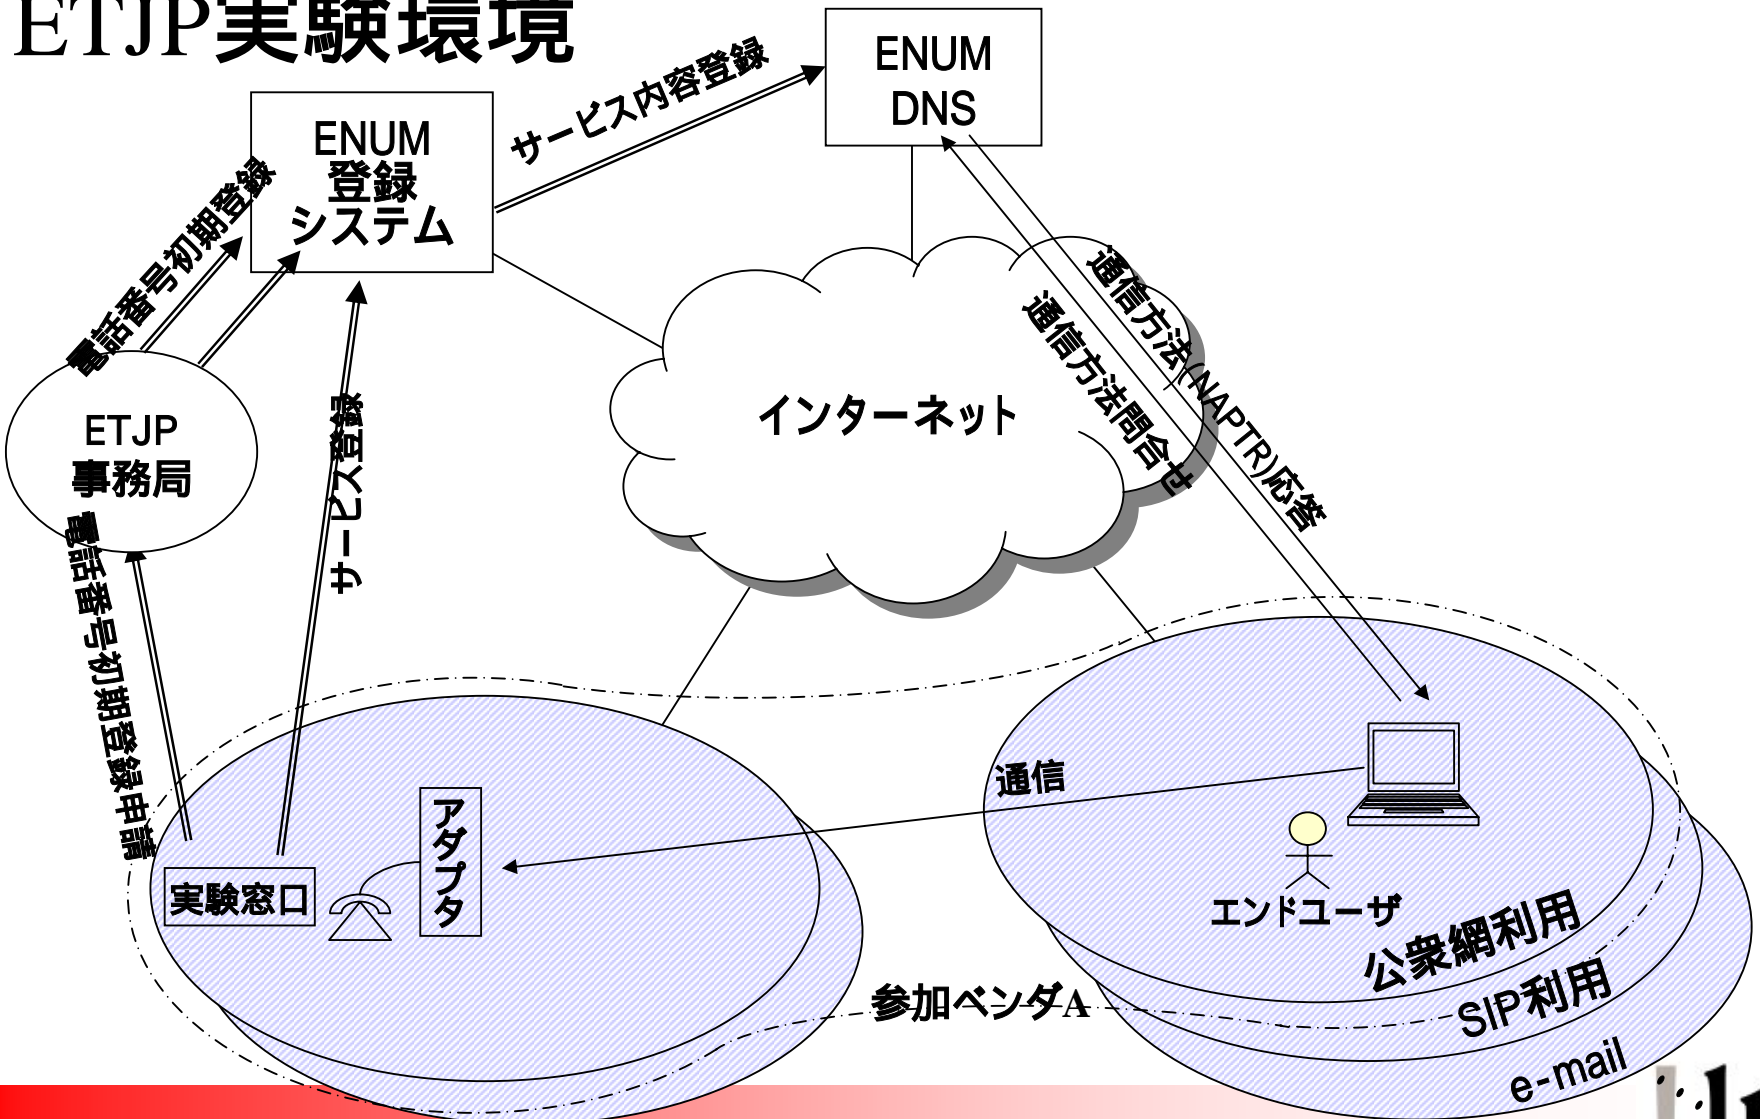 ETJP実験環境
ENUM
DNS
サービス内容登録
ENUM
登録
システム
電話番号初期登録
通信方法(NAPTR)応答
通信方法問合せ
インターネット
ETJP
事務局
サービス登録
電話番号初期登録申請
通信
アダプタ
実験窓口
エンドユーザ
公衆網利用
SIP利用
参加ベンダA
e-mail